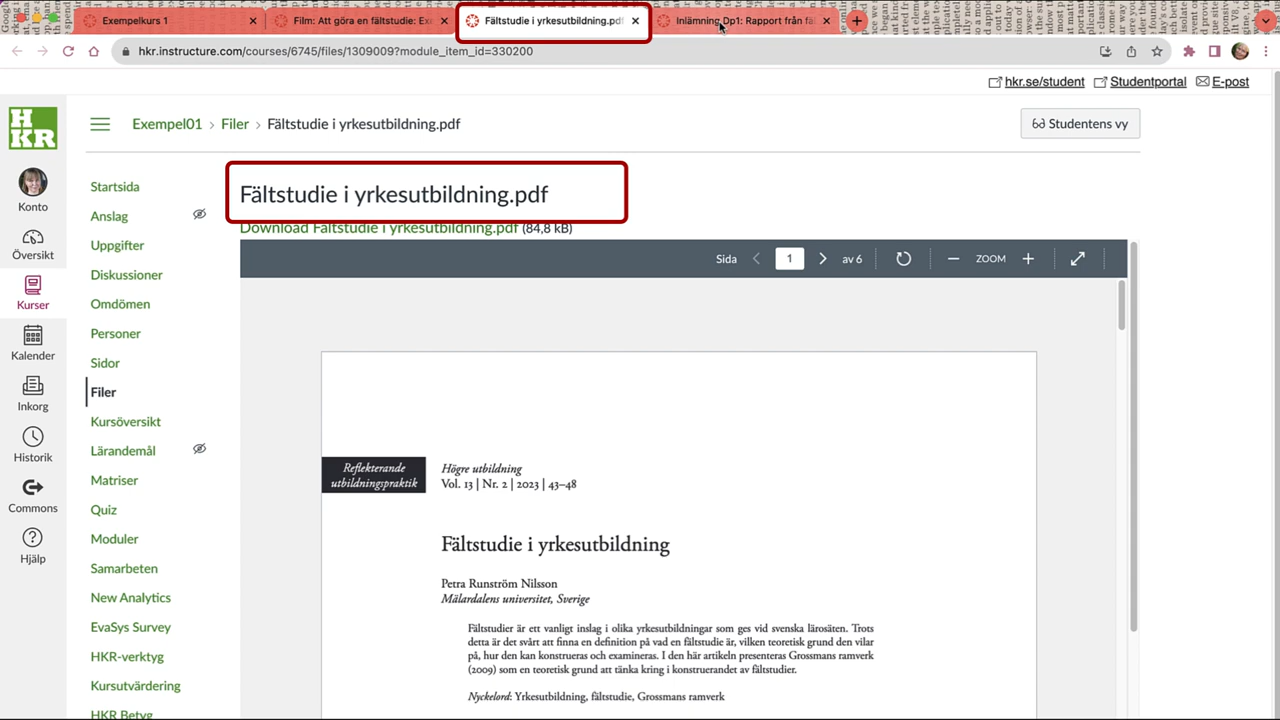 Exempelkurs 1
Film: Att göra en fältstudie: Exe
Fältstudie i yrkesutbildning.pdf
Inlämning Dp1: Rapport från fäl
hkr.instructure.com/courses/6745/files/1309009?module_item_id=330200
hkr.se/student
Studentportal
E-post
HKR
Exempel01 › Filer › Fältstudie i yrkesutbildning.pdf
Studentens vy
Konto
Översikt
Kurser
Kalender
Inkorg
Historik
Commons
Hjälp
Startsida
Anslag
Uppgifter
Diskussioner
Omdömen
Personer
Sidor
Filer
Kursöversikt
Lärandemål
Matriser
Quiz
Moduler
Samarbeten
New Analytics
EvaSys Survey
HKR-verktyg
Kursutvärdering
HKR Betyg
Fältstudie i yrkesutbildning.pdf
Download Fältstudie i yrkesutbildning.pdf (84,8 kB)
Sida 1 av 6
ZOOM
Reflekterande
utbildningspraktik
Högre utbildning
Vol. 13 | Nr. 2 | 2023 | 43–48
Fältstudie i yrkesutbildning
Petra Runström Nilsson
Mälardalens universitet, Sverige
Fältstudier är ett vanligt inslag i olika yrkesutbildningar som ges vid svenska lärosäten. Trots
detta är det svårt att finna en definition på vad en fältstudie är, vilken teoretisk grund den vilar
på, hur den kan konstrueras och examineras. I den här artikeln presenteras Grossmans ramverk
(2009) som en teoretisk grund att tänka kring i konstruerandet av fältstudier.
Nyckelord: Yrkesutbildning, fältstudie, Grossmans ramverk